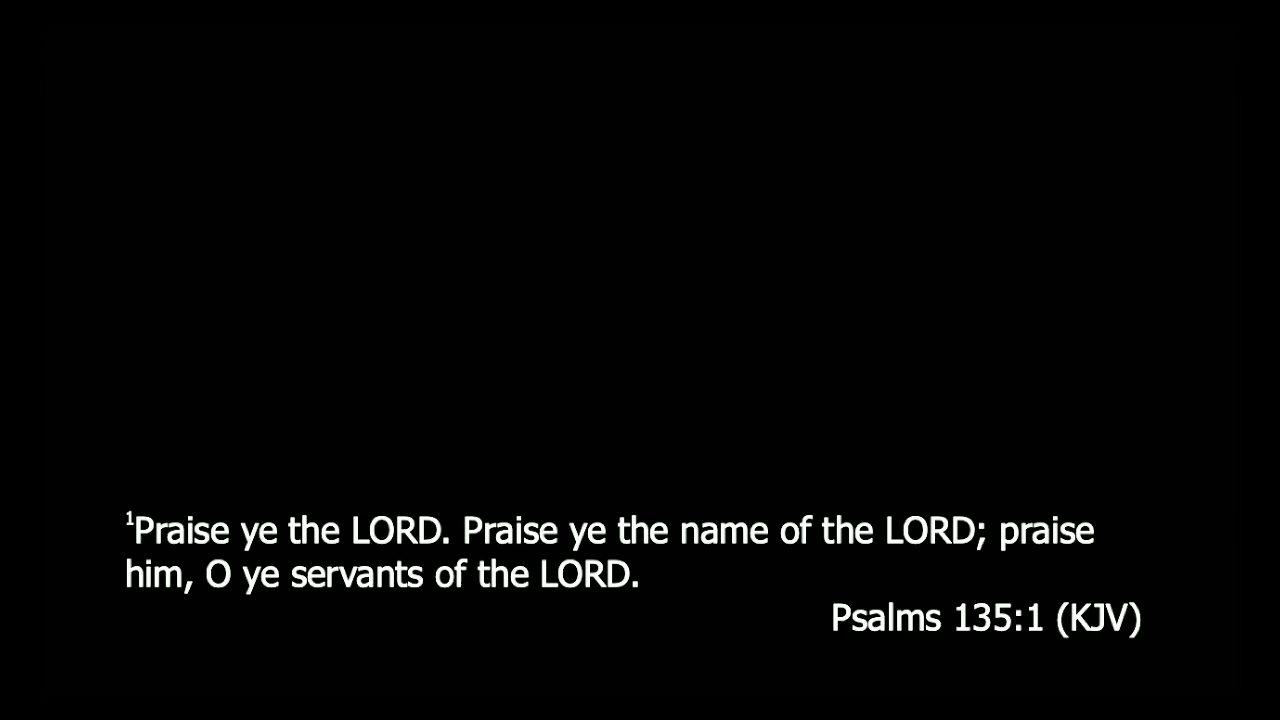 ¹Praise ye the LORD. Praise ye the name of the LORD; praise
him, O ye servants of the LORD.
Psalms 135:1 (KJV)